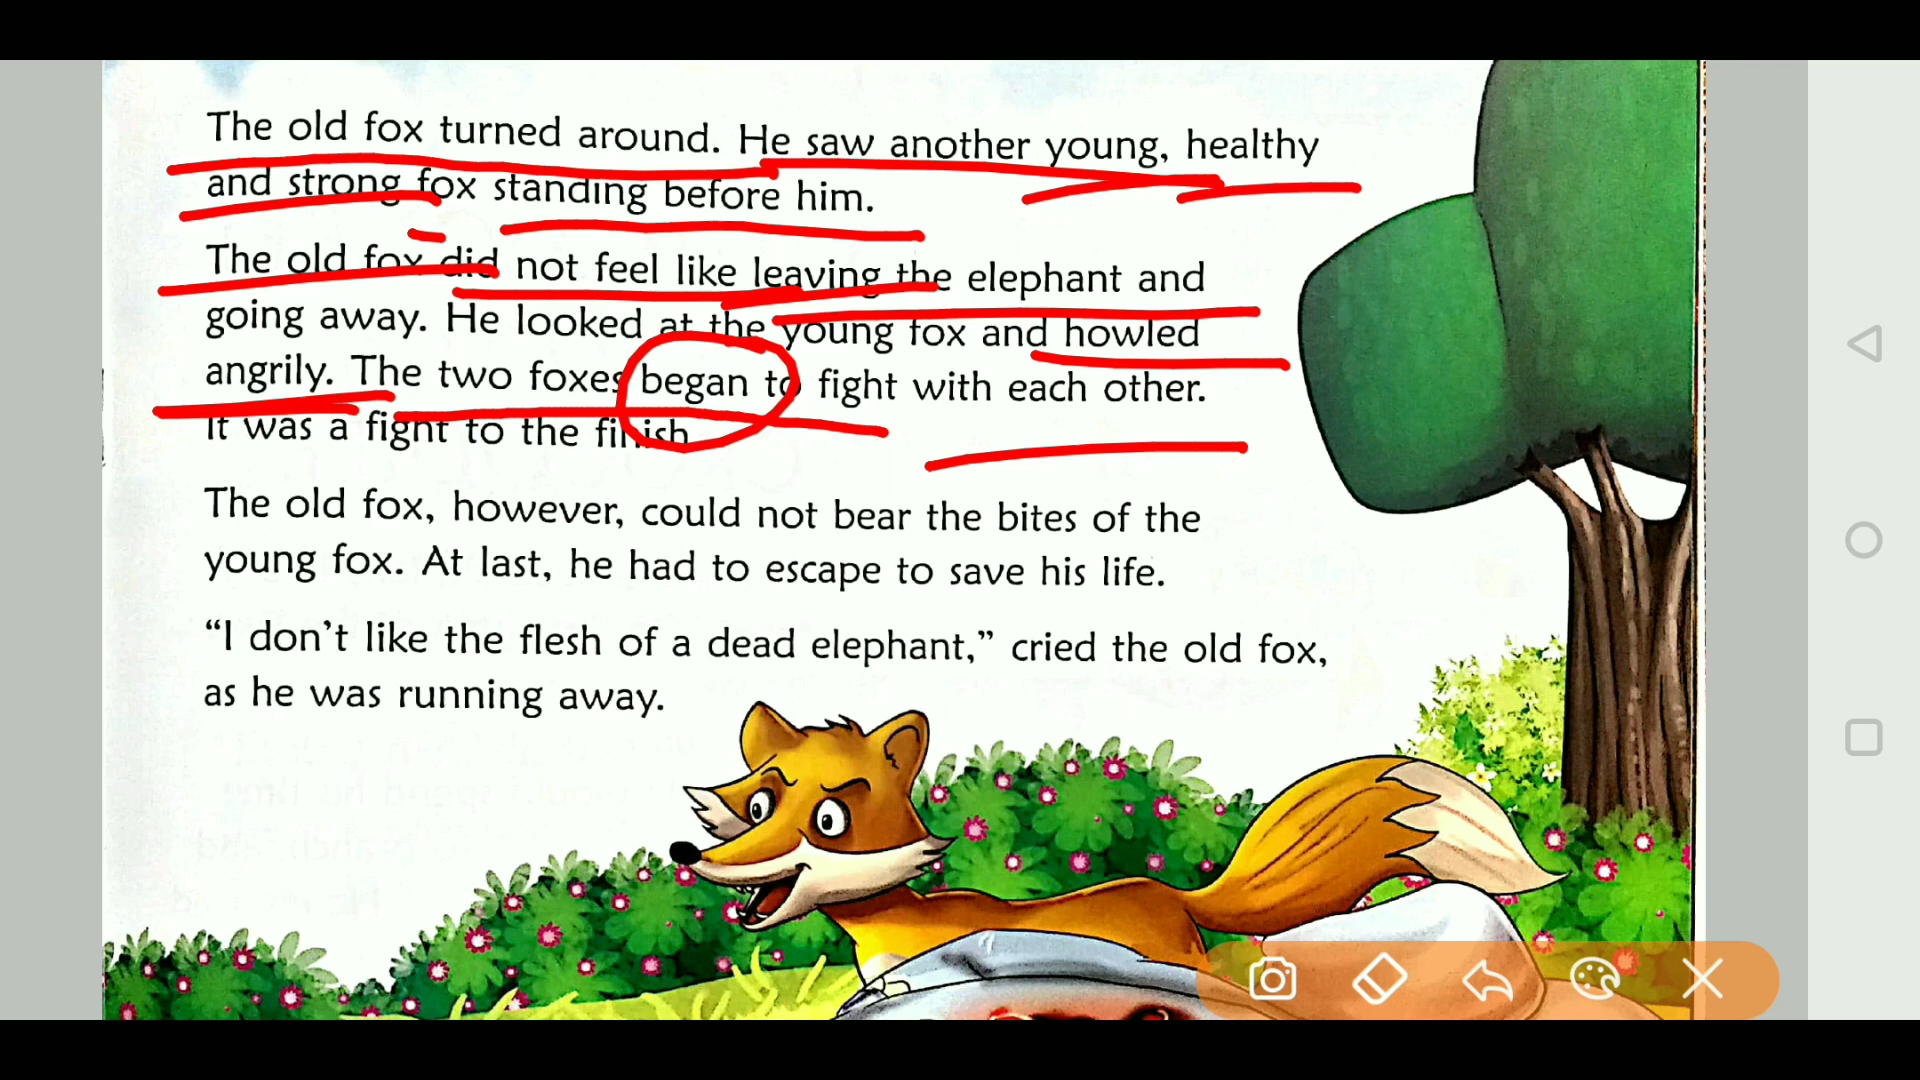 The old fox turned around. He saw another young, healthy
and strong fox standing before him.
The old fox did not feel like leaving the elephant and
going away. He looked at the young fox and howled
angrily. The two foxes began to fight with each other.
It was a fight to the finish
The old fox, however, could not bear the bites of the
young fox. At last, he had to escape to save his life.
“I don’t like the flesh of a dead elephant,” cried the old fox,
as he was running away.